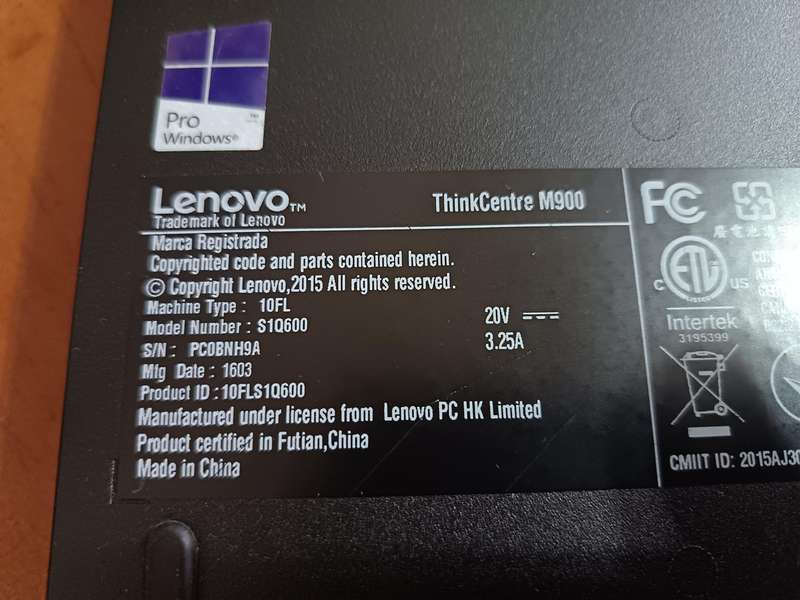 Pro
Windows®
Lenovo™
Trademark of Lenovo
ThinkCentre M900
Marca Registrada
Copyrighted code and parts contained herein.
© Copyright Lenovo,2015 All rights reserved.
Machine Type : 10FL
Model Number : S1Q600
S/N : PC0BNH9A
Mfg Date : 1603
Product ID :10FLS1Q600
Manufactured under license from Lenovo PC HK Limited
Product certified in Futian,China
Made in China
20V
3.25A
FC
C ETL US
LISTED
Intertek
3195399
CMIIT ID: 2015AJ30